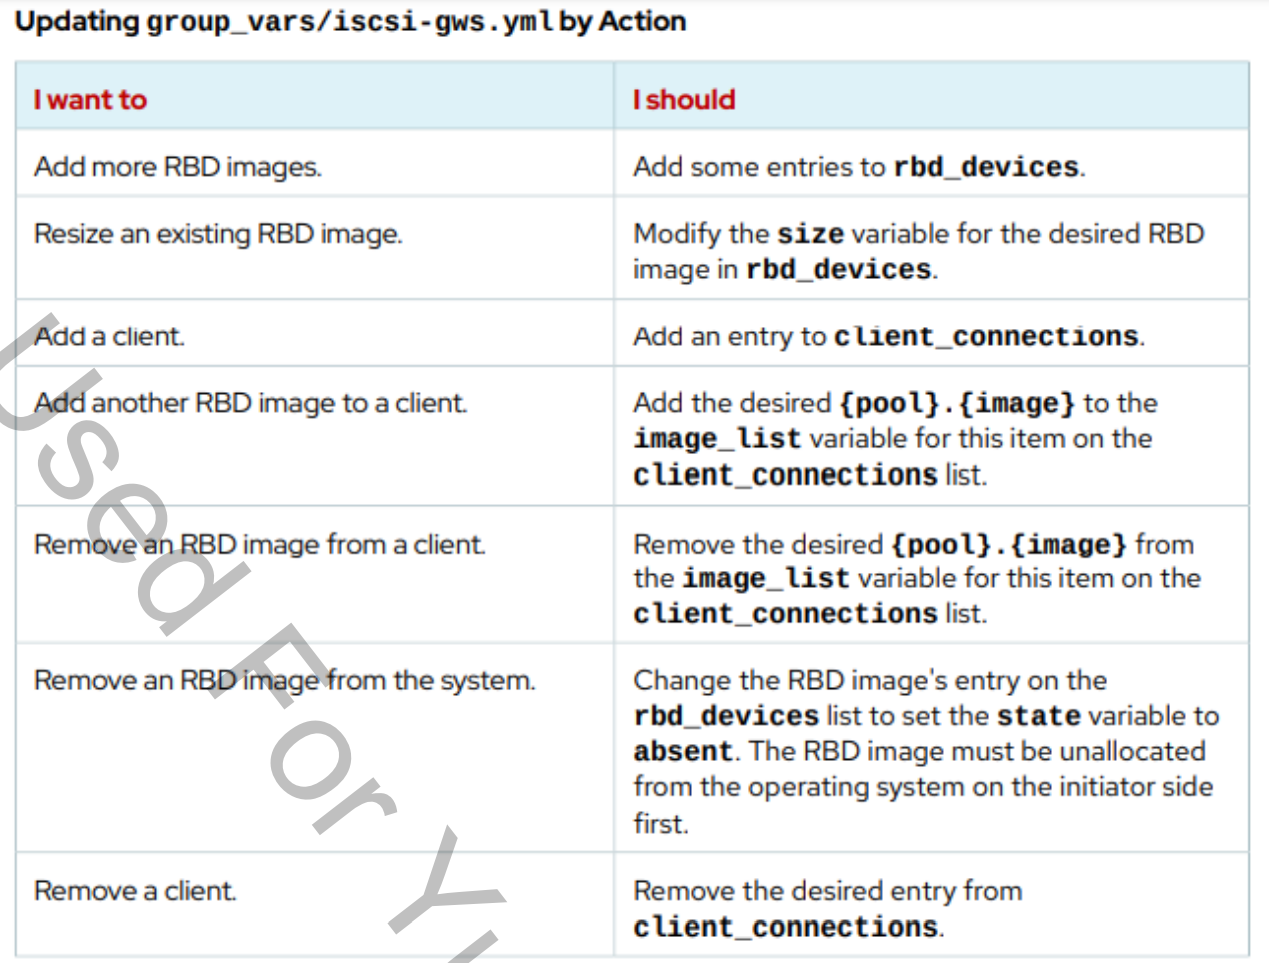 Updating group_vars/iscsi-gws.yml by Action
I want to
I should
Add more RBD images.
Add some entries to rbd_devices.
Resize an existing RBD image.
Modify the size variable for the desired RBD
image in rbd_devices.
Add a client.
Add an entry to client_connections.
Add another RBD image to a client.
Add the desired {pool}.{image} to the
image_list variable for this item on the
client_connections list.
Remove an RBD image from a client.
Remove the desired {pool}.{image} from
the image_list variable for this item on the
client_connections list.
Remove an RBD image from the system.
Change the RBD image's entry on the
rbd_devices list to set the state variable to
absent. The RBD image must be unallocated
from the operating system on the initiator side
first.
Remove a client.
Remove the desired entry from
client_connections.
Used For